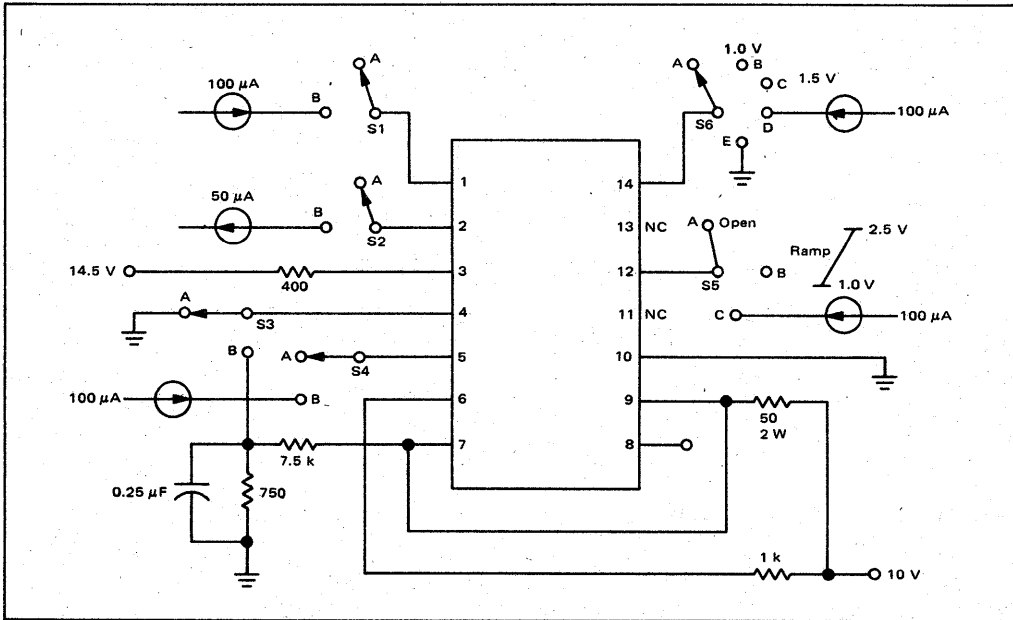 1.0 V
A
B
A
C
1.5 V
100 µA
B
S1
S6
D
100 µA
E
1
14
A
50 µA
B
S2
2
13
NC
A
Open
2.5 V
Ramp
14.5 V
400
3
12
S5
B
1.0 V
A
S3
4
11
NC
C
100 µA
B
A
S4
5
10
100 µA
B
6
9
50
2 W
7.5 k
7
8
0.25 µF
750
1 k
10 V